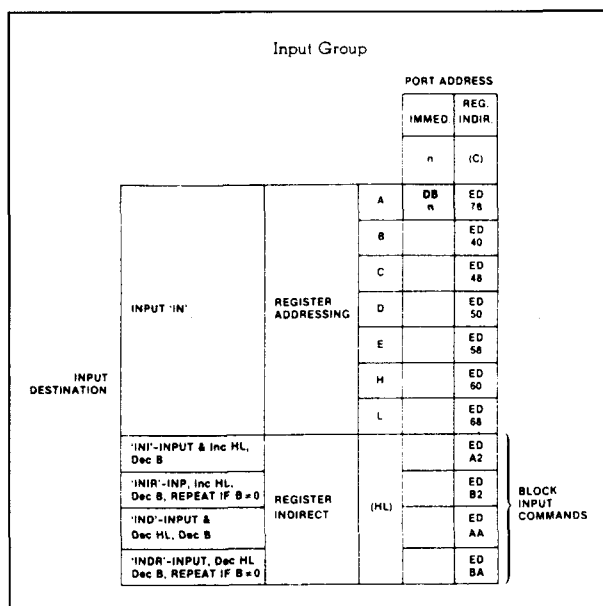 Input Group
PORT ADDRESS
IMMED.
REG. INDIR.
n
(C)
INPUT DESTINATION
INPUT 'IN'
REGISTER ADDRESSING
A
DB n
ED 78
B
ED 40
C
ED 48
D
ED 50
E
ED 58
H
ED 60
L
ED 68
'INI'-INPUT & Inc HL, Dec B
ED A2
'INIR'-INP, Inc HL, Dec B, REPEAT IF B≠0
REGISTER INDIRECT
(HL)
ED B2
'IND'-INPUT & Dec HL, Dec B
ED AA
'INDR'-INPUT, Dec HL Dec B, REPEAT IF B≠0
ED BA
BLOCK INPUT COMMANDS